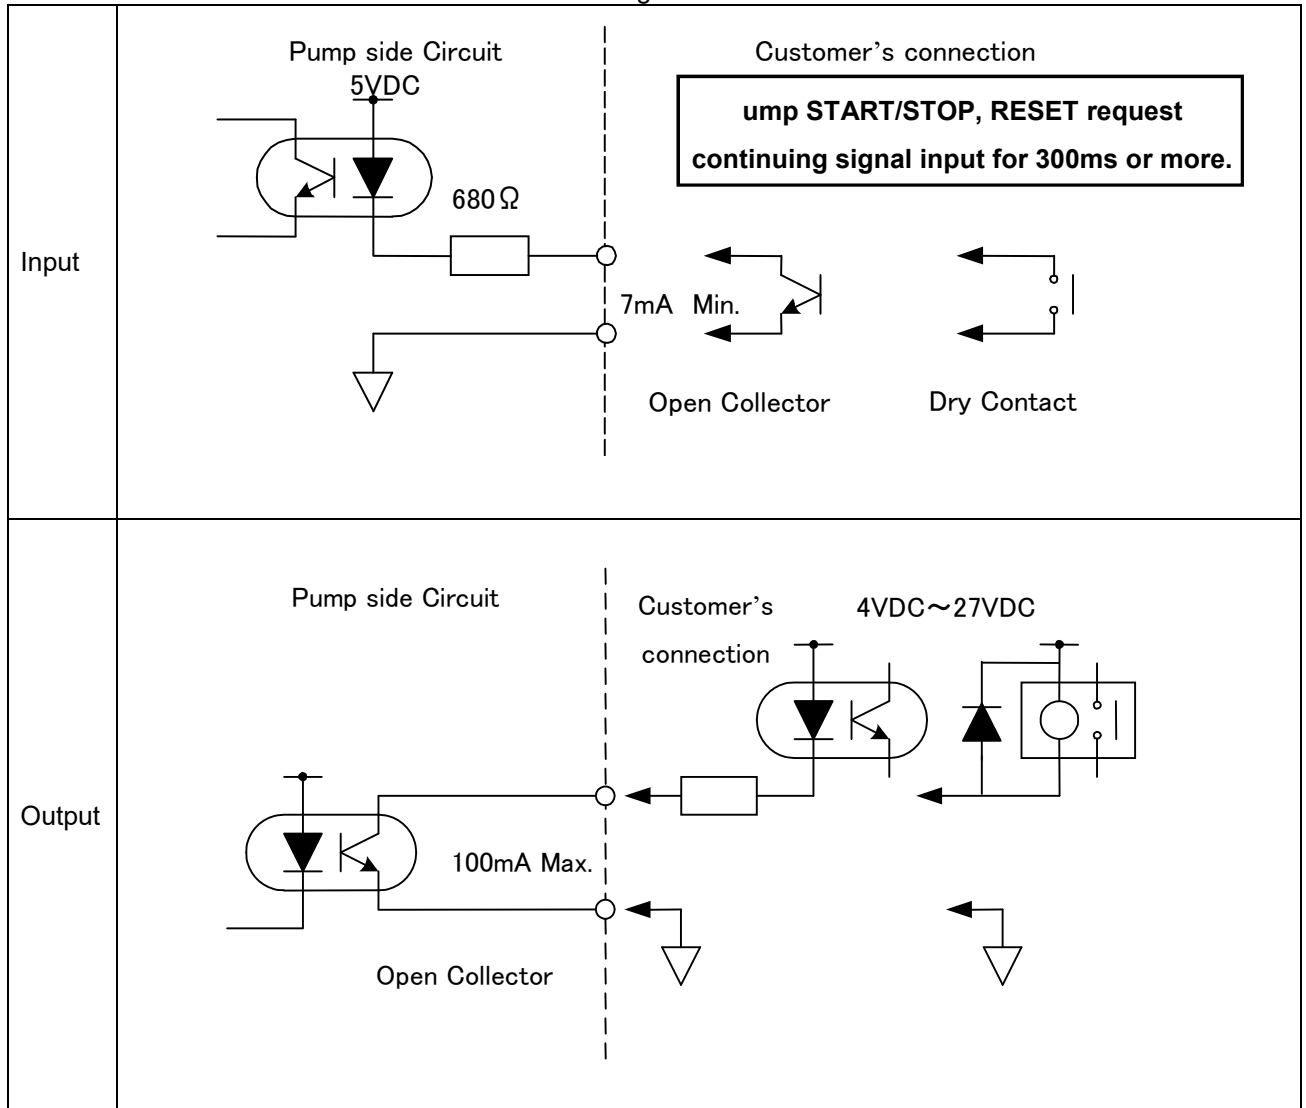 Pump side Circuit
Customer's connection
5VDC
ump START/STOP, RESET request
continuing signal input for 300ms or more.
680Ω
Input
7mA Min.
Open Collector
Dry Contact
Pump side Circuit
Customer's
connection
4VDC～27VDC
Output
100mA Max.
Open Collector